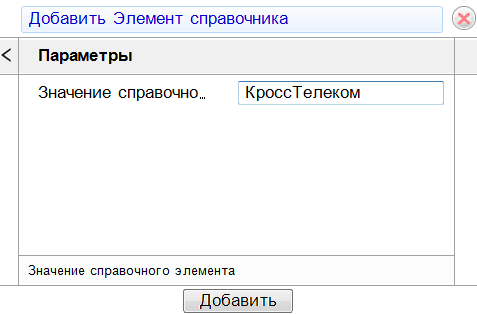 Добавить Элемент справочника
<
Параметры
Значение справочно...
КроссТелеком
Значение справочного элемента
Добавить